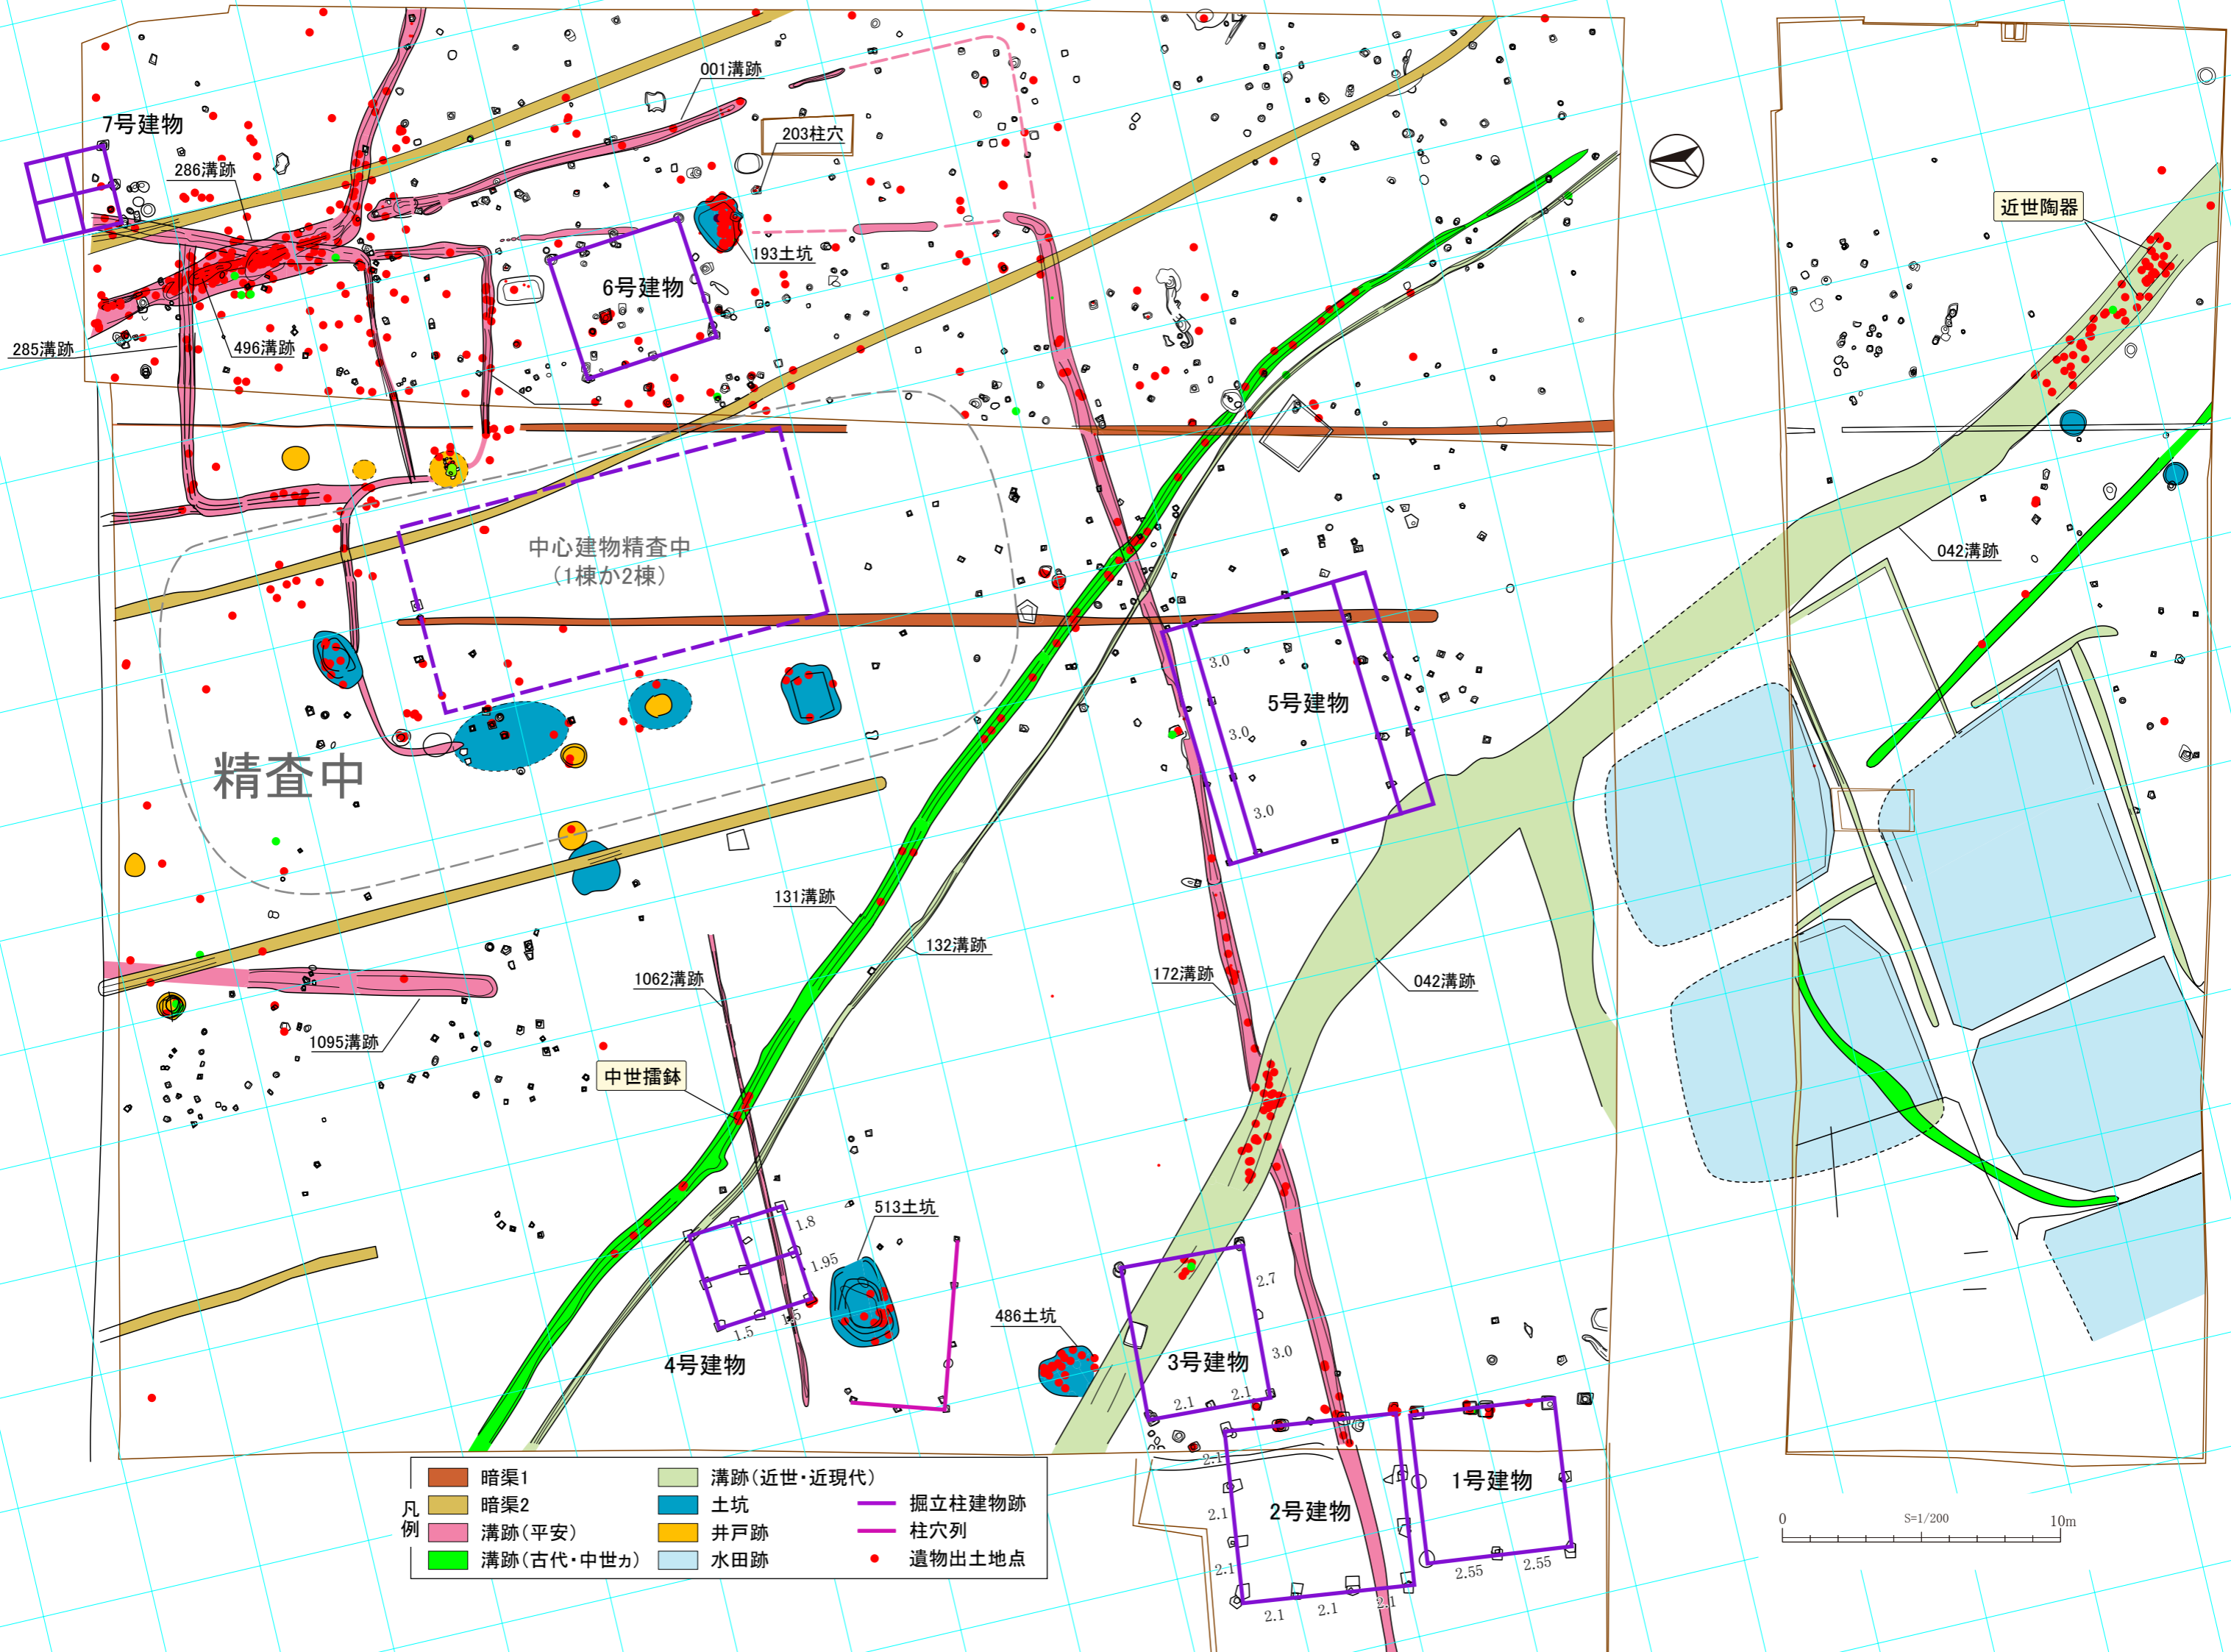 001溝跡
7号建物
203柱穴
286溝跡
近世陶器
193土坑
6号建物
285溝跡
496溝跡
中心建物精査中
(1棟か2棟)
042溝跡
3.0
5号建物
3.0
精査中
3.0
131溝跡
132溝跡
1062溝跡
172溝跡
042溝跡
1095溝跡
中世擂鉢
513土坑
1.8
1.95
1.5
1.5
4号建物
486土坑
2.7
3号建物
3.0
2.1
2.1
2.1
2.1
2.1
2号建物
2.1
2.1
2.1
1号建物
2.55
2.55
凡例
暗渠1
暗渠2
溝跡(平安)
溝跡(古代・中世ヵ)
溝跡(近世・近現代)
土坑
井戸跡
水田跡
掘立柱建物跡
柱穴列
遺物出土地点
0
S=1/200
10m